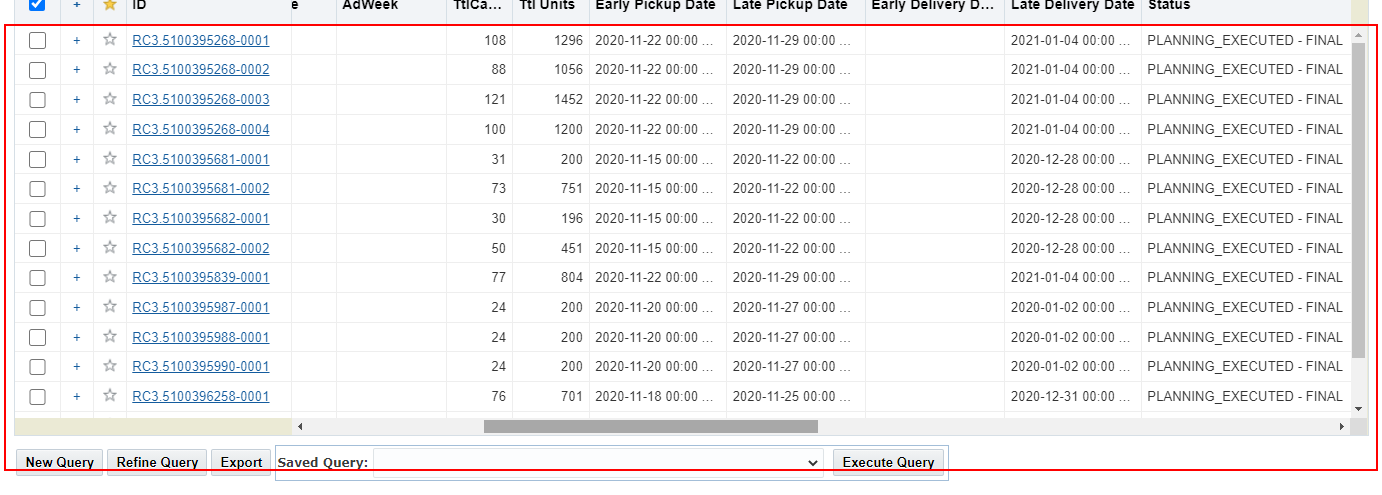 ID e AdWeek TtlCa... Ttl Units Early Pickup Date Late Pickup Date Early Delivery D... Late Delivery Date Status
+ RC3.5100395268-0001 108 1296 2020-11-22 00:00 ... 2020-11-29 00:00 ... 2021-01-04 00:00 ... PLANNING_EXECUTED - FINAL
+ RC3.5100395268-0002 88 1056 2020-11-22 00:00 ... 2020-11-29 00:00 ... 2021-01-04 00:00 ... PLANNING_EXECUTED - FINAL
+ RC3.5100395268-0003 121 1452 2020-11-22 00:00 ... 2020-11-29 00:00 ... 2021-01-04 00:00 ... PLANNING_EXECUTED - FINAL
+ RC3.5100395268-0004 100 1200 2020-11-22 00:00 ... 2020-11-29 00:00 ... 2021-01-04 00:00 ... PLANNING_EXECUTED - FINAL
+ RC3.5100395681-0001 31 200 2020-11-15 00:00 ... 2020-11-22 00:00 ... 2020-12-28 00:00 ... PLANNING_EXECUTED - FINAL
+ RC3.5100395681-0002 73 751 2020-11-15 00:00 ... 2020-11-22 00:00 ... 2020-12-28 00:00 ... PLANNING_EXECUTED - FINAL
+ RC3.5100395682-0001 30 196 2020-11-15 00:00 ... 2020-11-22 00:00 ... 2020-12-28 00:00 ... PLANNING_EXECUTED - FINAL
+ RC3.5100395682-0002 50 451 2020-11-15 00:00 ... 2020-11-22 00:00 ... 2020-12-28 00:00 ... PLANNING_EXECUTED - FINAL
+ RC3.5100395839-0001 77 804 2020-11-22 00:00 ... 2020-11-29 00:00 ... 2021-01-04 00:00 ... PLANNING_EXECUTED - FINAL
+ RC3.5100395987-0001 24 200 2020-11-20 00:00 ... 2020-11-27 00:00 ... 2020-01-02 00:00 ... PLANNING_EXECUTED - FINAL
+ RC3.5100395988-0001 24 200 2020-11-20 00:00 ... 2020-11-27 00:00 ... 2020-01-02 00:00 ... PLANNING_EXECUTED - FINAL
+ RC3.5100395990-0001 24 200 2020-11-20 00:00 ... 2020-11-27 00:00 ... 2020-01-02 00:00 ... PLANNING_EXECUTED - FINAL
+ RC3.5100396258-0001 76 701 2020-11-18 00:00 ... 2020-11-25 00:00 ... 2020-12-31 00:00 ... PLANNING_EXECUTED - FINAL
New Query Refine Query Export Saved Query: Execute Query